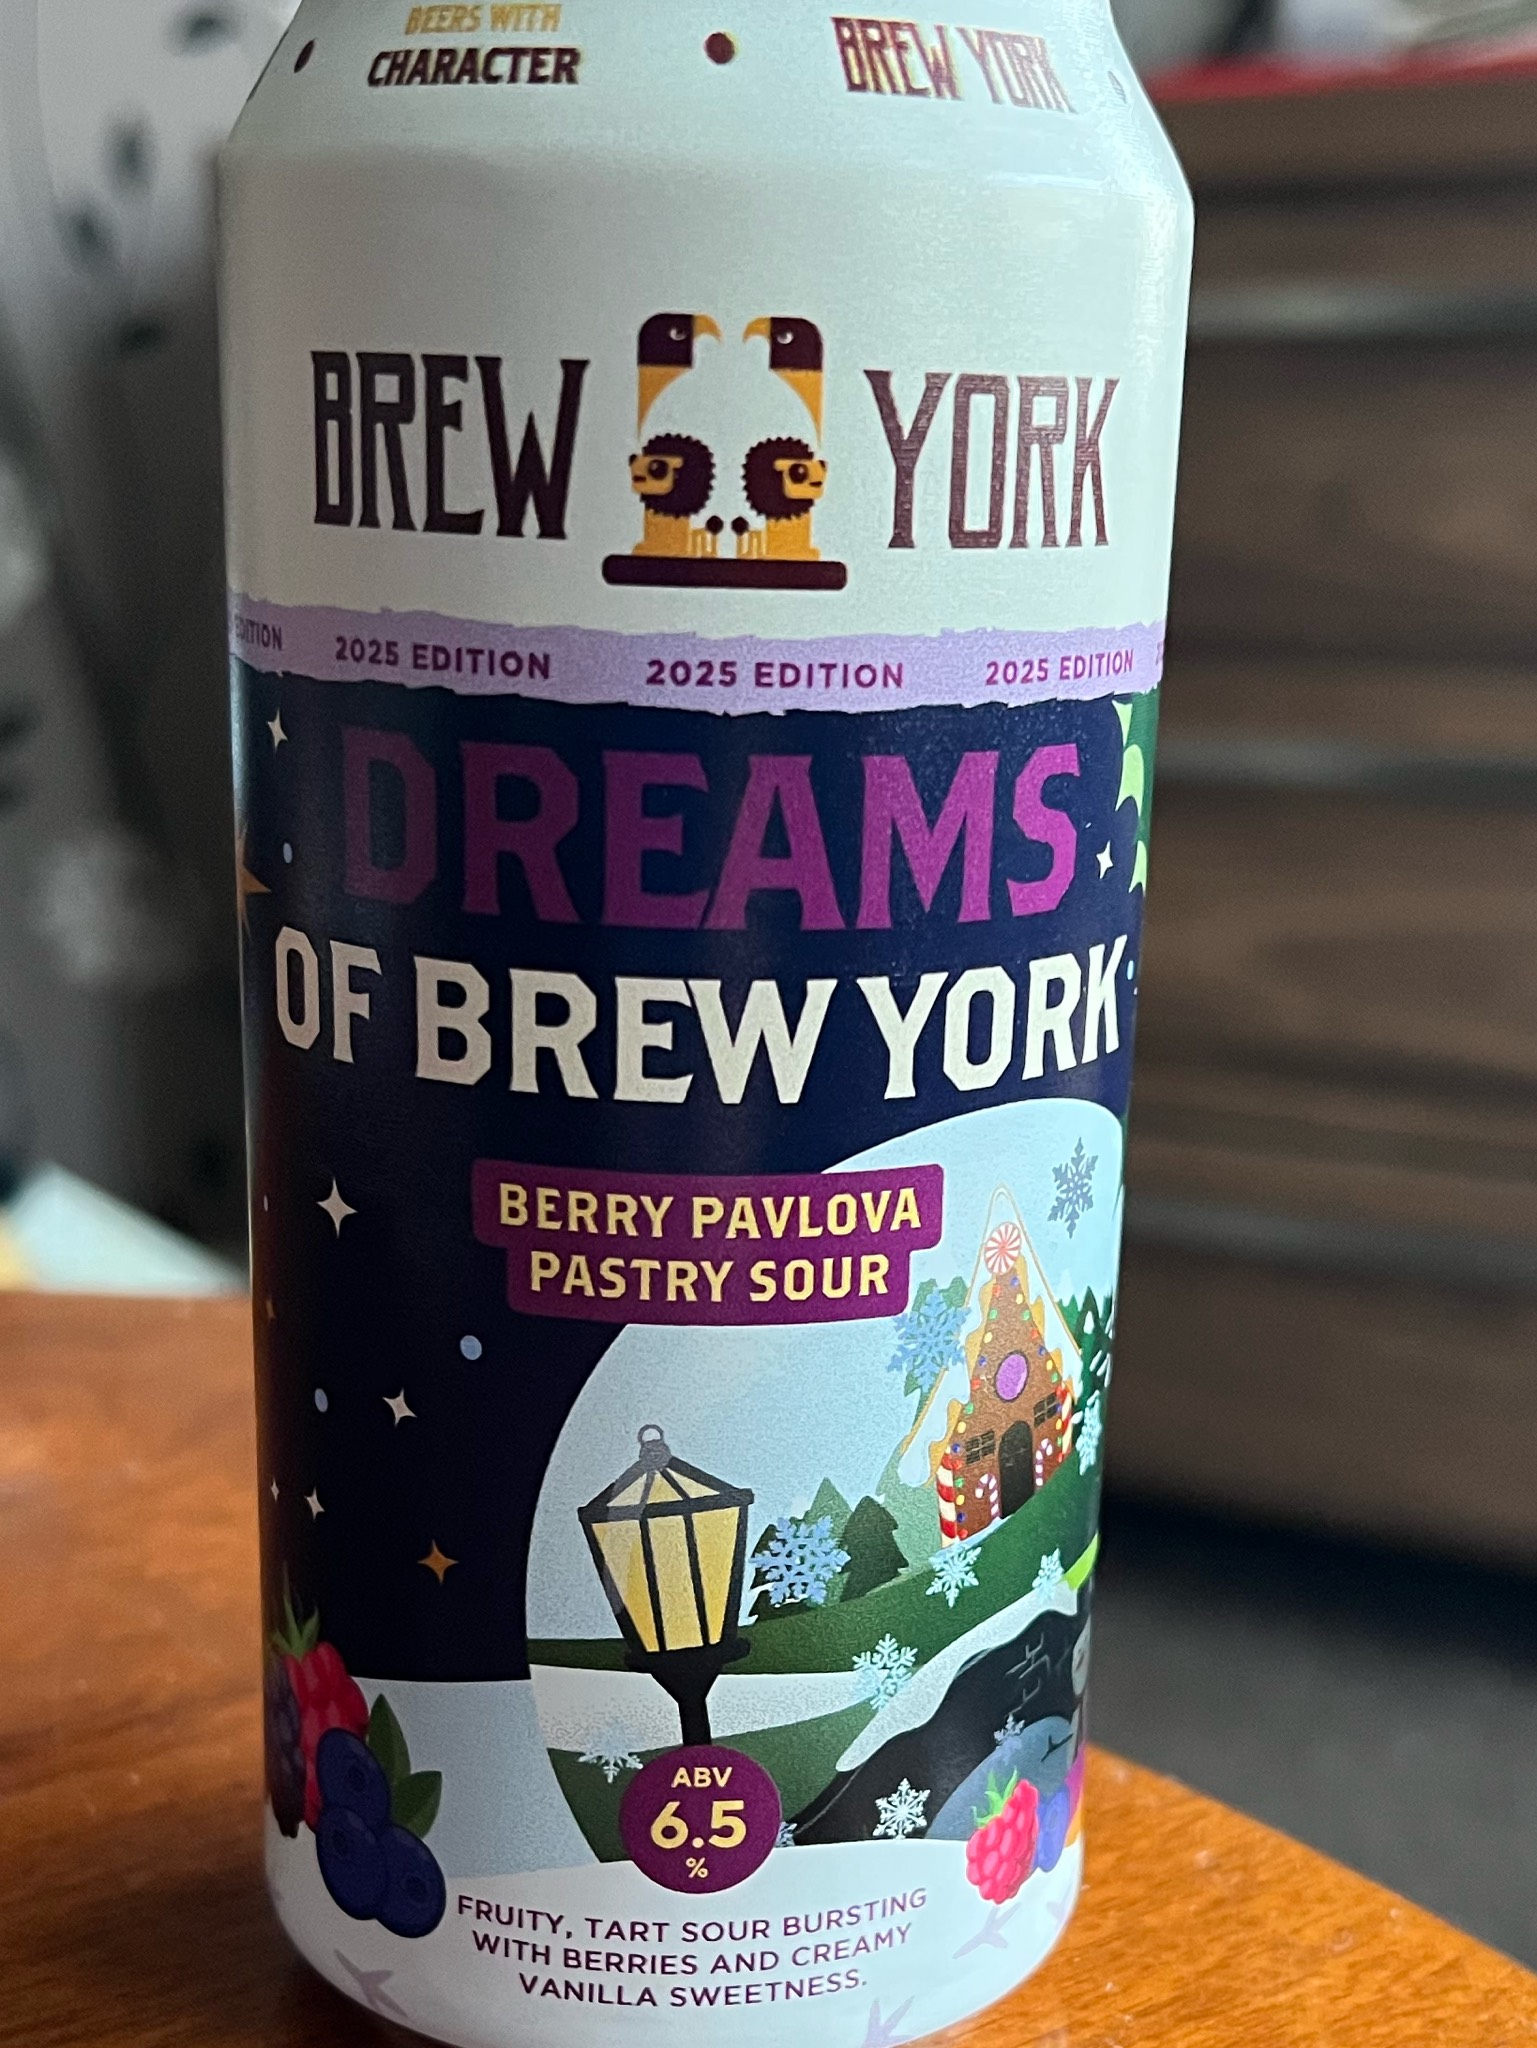 BEERS WITH
CHARACTER
BREW YORK
BREW YORK
EDITION 2025 EDITION 2025 EDITION 2025 EDITION
DREAMS
OF BREW YORK
BERRY PAVLOVA
PASTRY SOUR
ABV
6.5
%
FRUITY, TART SOUR BURSTING
WITH BERRIES AND CREAMY
VANILLA SWEETNESS.